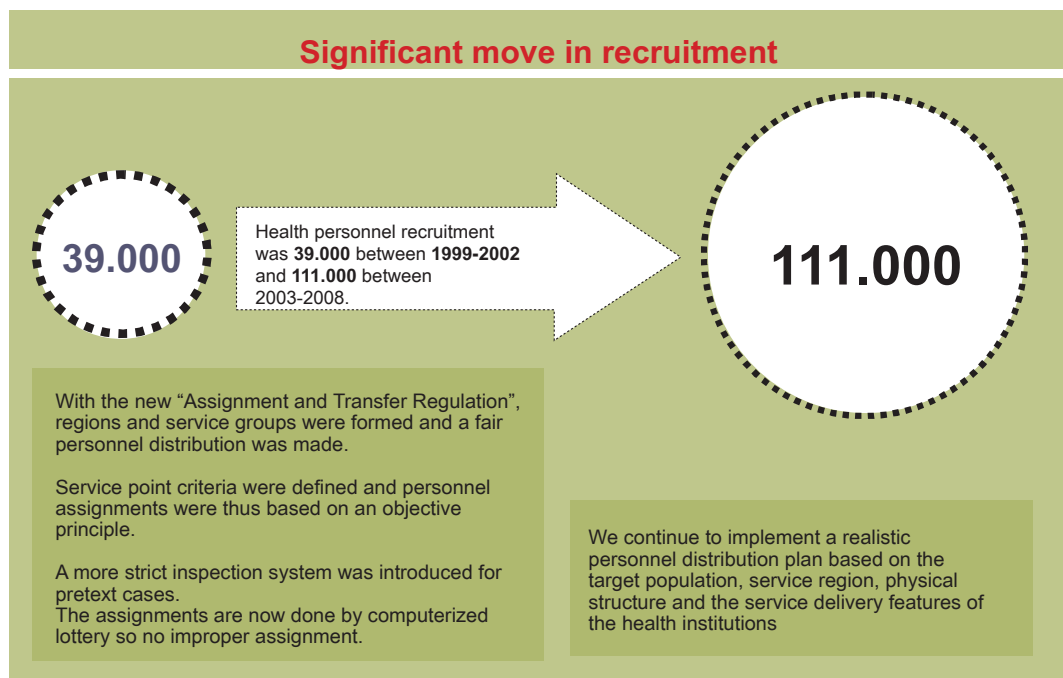 Significant move in recruitment
39.000
Health personnel recruitment
was 39.000 between 1999-2002
and 111.000 between
2003-2008.
111.000
With the new “Assignment and Transfer Regulation”,
regions and service groups were formed and a fair
personnel distribution was made.
Service point criteria were defined and personnel
assignments were thus based on an objective
principle.
A more strict inspection system was introduced for
pretext cases.
The assignments are now done by computerized
lottery so no improper assignment.
We continue to implement a realistic
personnel distribution plan based on the
target population, service region, physical
structure and the service delivery features of
the health institutions